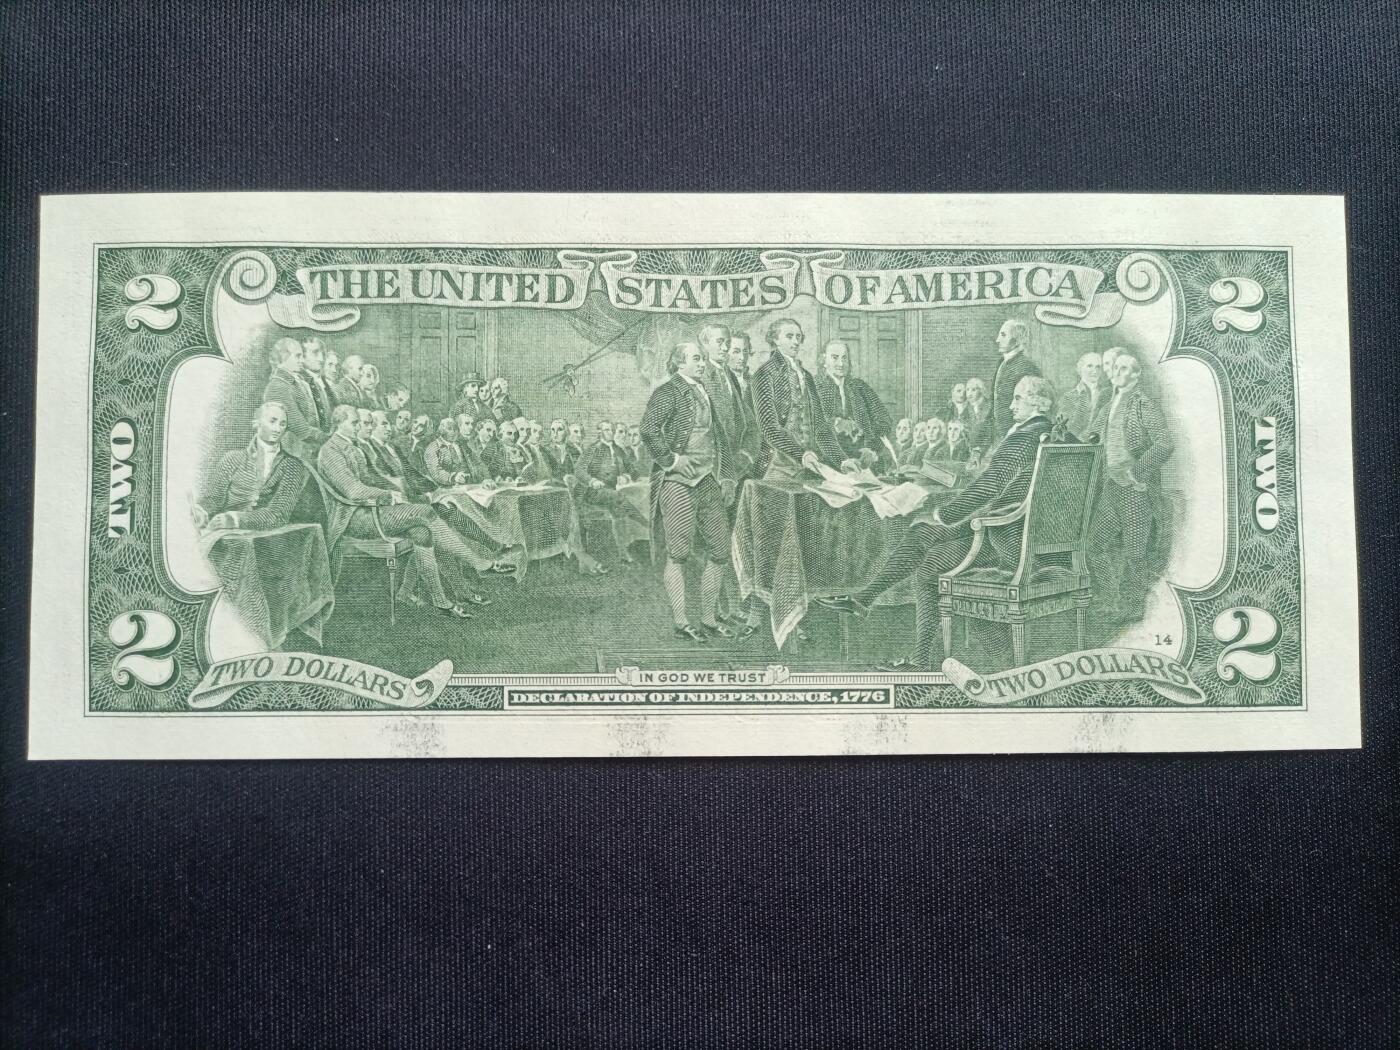 THE UNITED STATES OF AMERICA
2
2
TWO
TWO
14
2
2
TWO DOLLARS
IN GOD WE TRUST
TWO DOLLARS
DECLARATION OF INDEPENDENCE, 1776